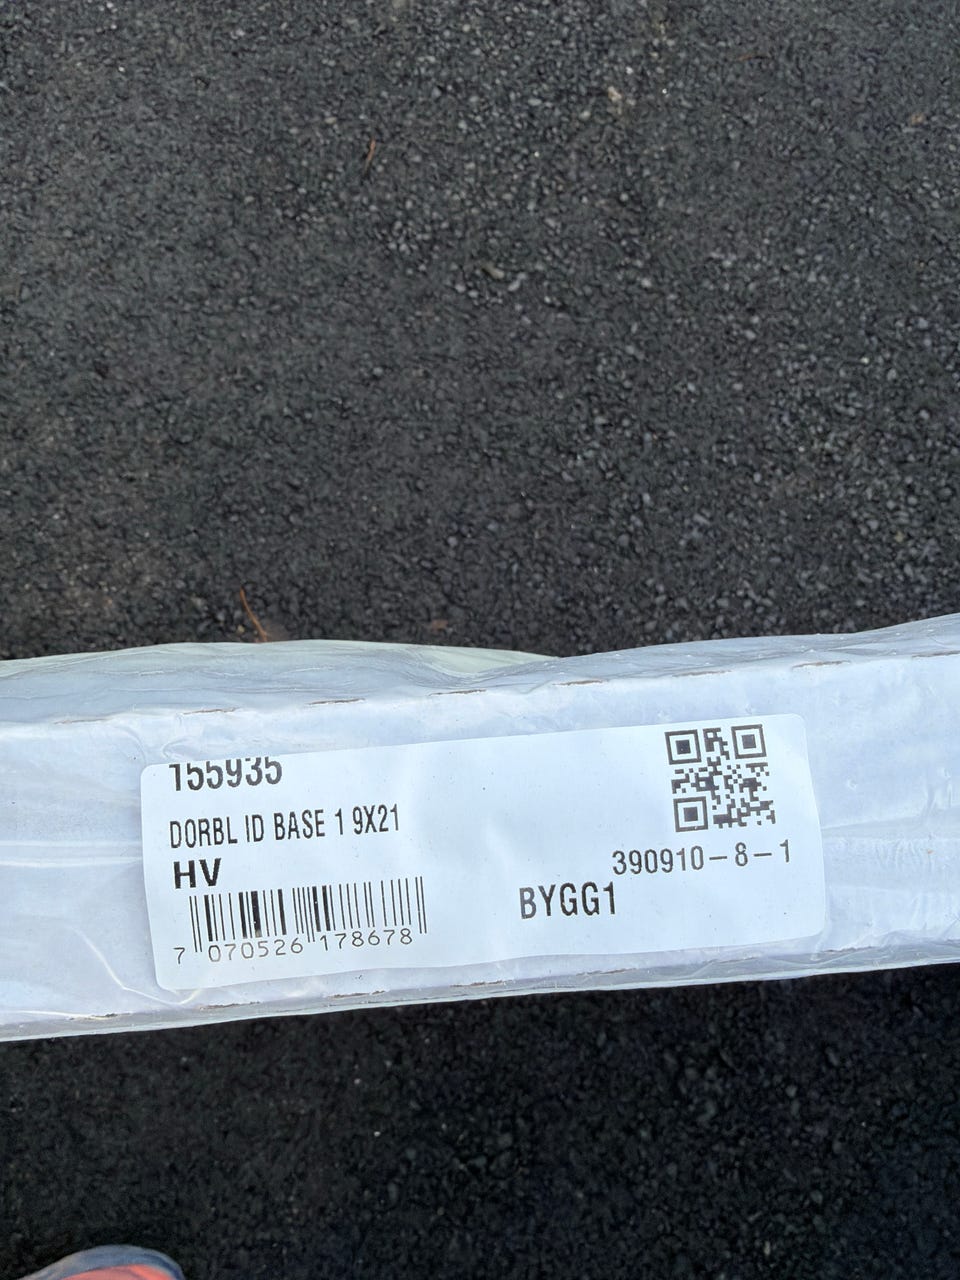 155935
DORBL ID BASE 1 9X21
HV
7 070526 178678
390910-8-1
BYGG1